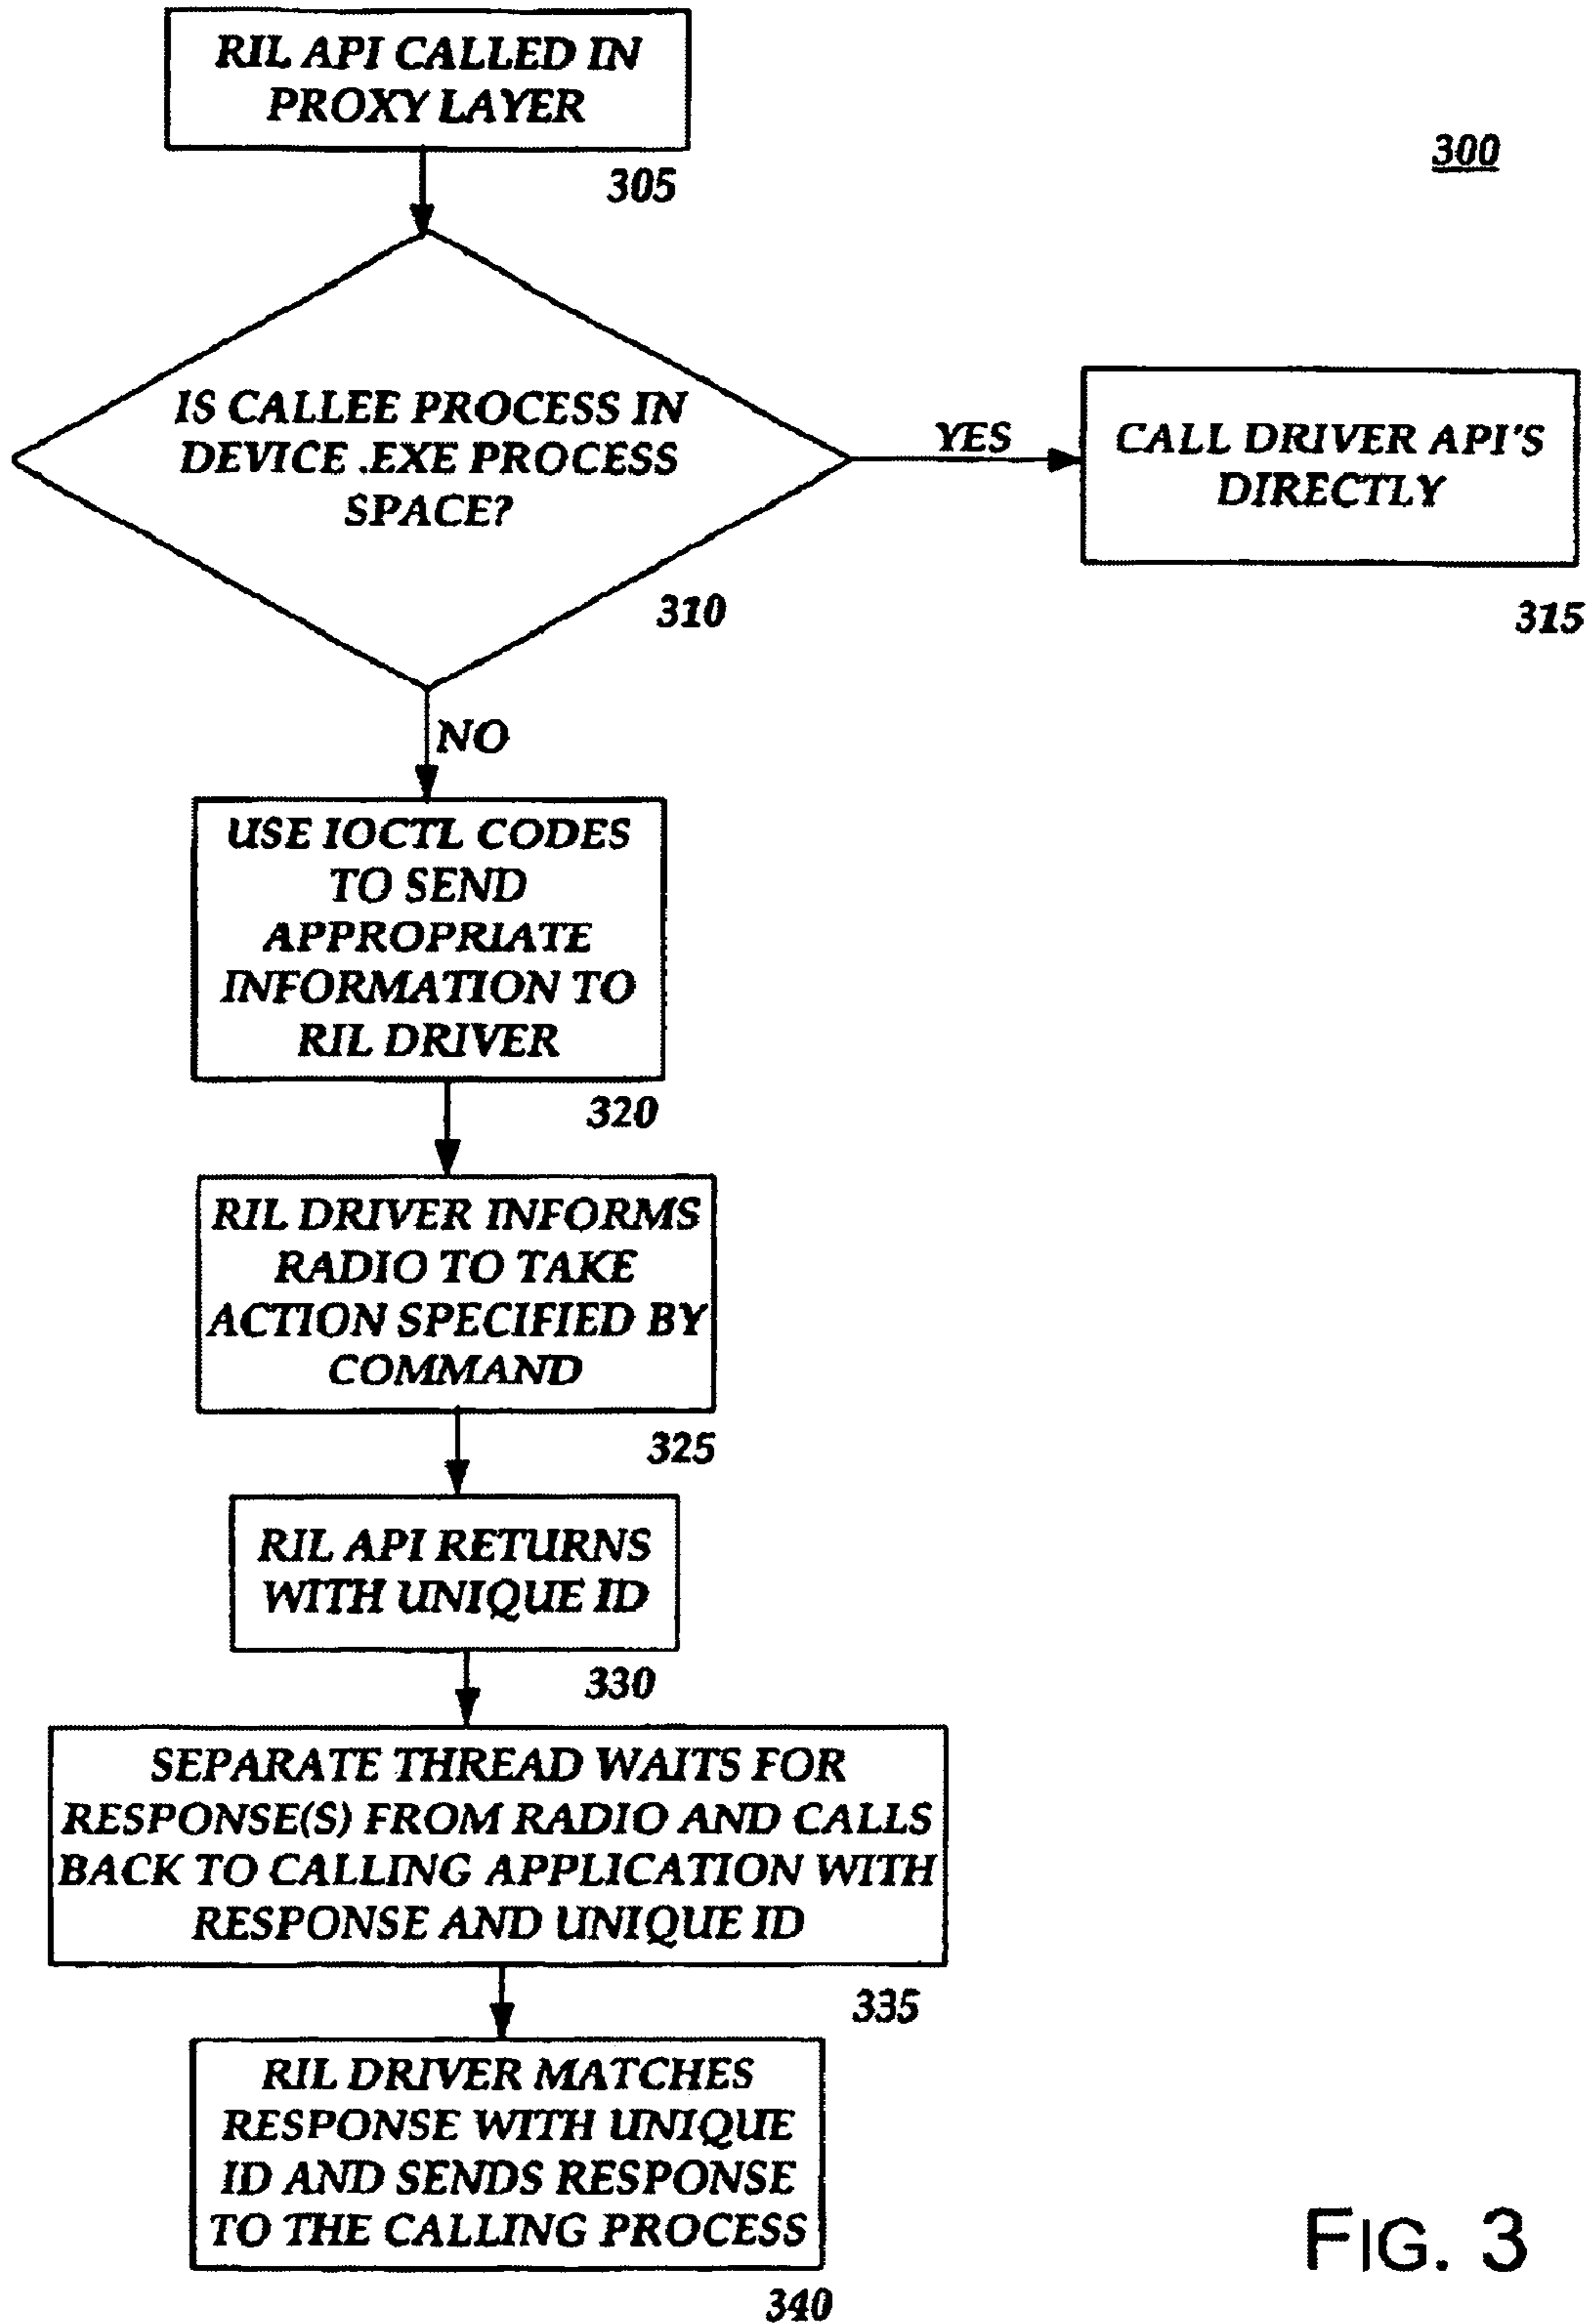 RIL API CALLED IN
PROXY LAYER
305
300
IS CALLEE PROCESS IN
DEVICE .EXE PROCESS
SPACE?
310
YES
CALL DRIVER API'S
DIRECTLY
315
NO
USE IOCTL CODES
TO SEND
APPROPRIATE
INFORMATION TO
RIL DRIVER
320
RIL DRIVER INFORMS
RADIO TO TAKE
ACTION SPECIFIED BY
COMMAND
325
RIL API RETURNS
WITH UNIQUE ID
330
SEPARATE THREAD WAITS FOR
RESPONSE(S) FROM RADIO AND CALLS
BACK TO CALLING APPLICATION WITH
RESPONSE AND UNIQUE ID
335
RIL DRIVER MATCHES
RESPONSE WITH UNIQUE
ID AND SENDS RESPONSE
TO THE CALLING PROCESS
340
FIG. 3